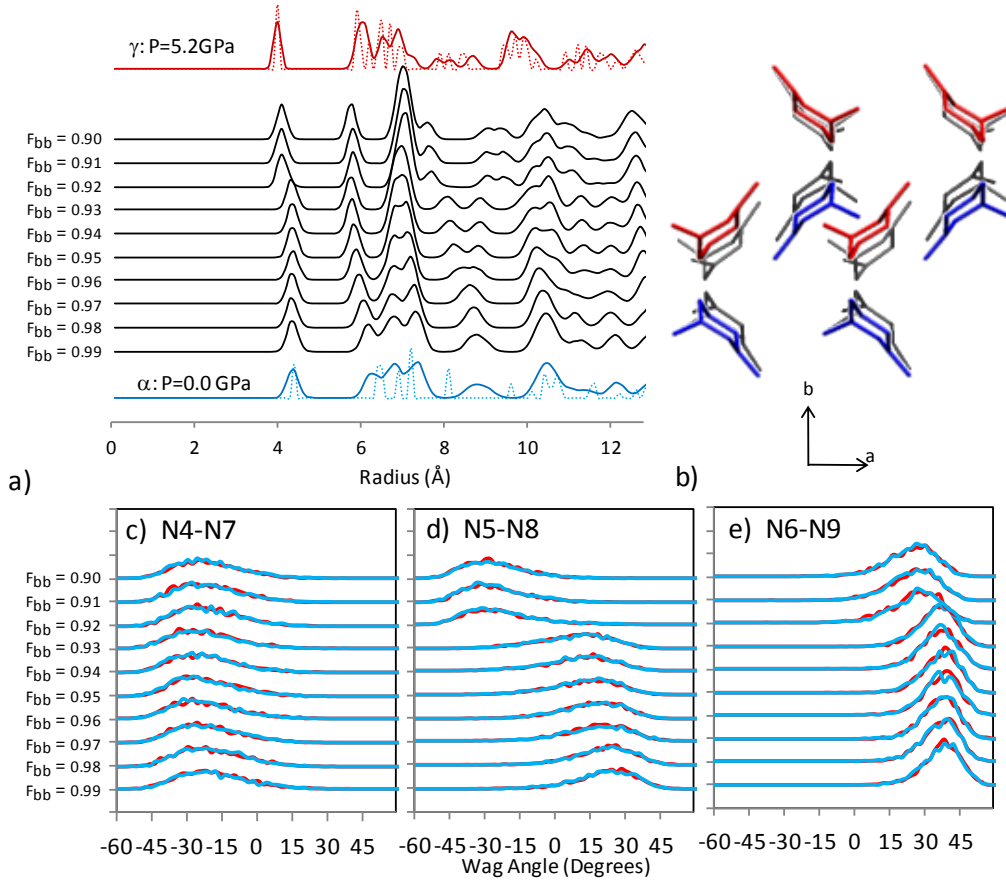 γ: P=5.2GPa
F_bb = 0.90
F_bb = 0.91
F_bb = 0.92
F_bb = 0.93
F_bb = 0.94
F_bb = 0.95
F_bb = 0.96
F_bb = 0.97
F_bb = 0.98
F_bb = 0.99
α: P=0.0 GPa
0 2 4 6 8 10 12
Radius (Å)
a)
b
a
b)
c) N4-N7
d) N5-N8
e) N6-N9
F_bb = 0.90
F_bb = 0.91
F_bb = 0.92
F_bb = 0.93
F_bb = 0.94
F_bb = 0.95
F_bb = 0.96
F_bb = 0.97
F_bb = 0.98
F_bb = 0.99
-60 -45 -30 -15 0 15 30 45
-60 -45 -30 -15 0 15 30 45
-60 -45 -30 -15 0 15 30 45
Wag Angle (Degrees)